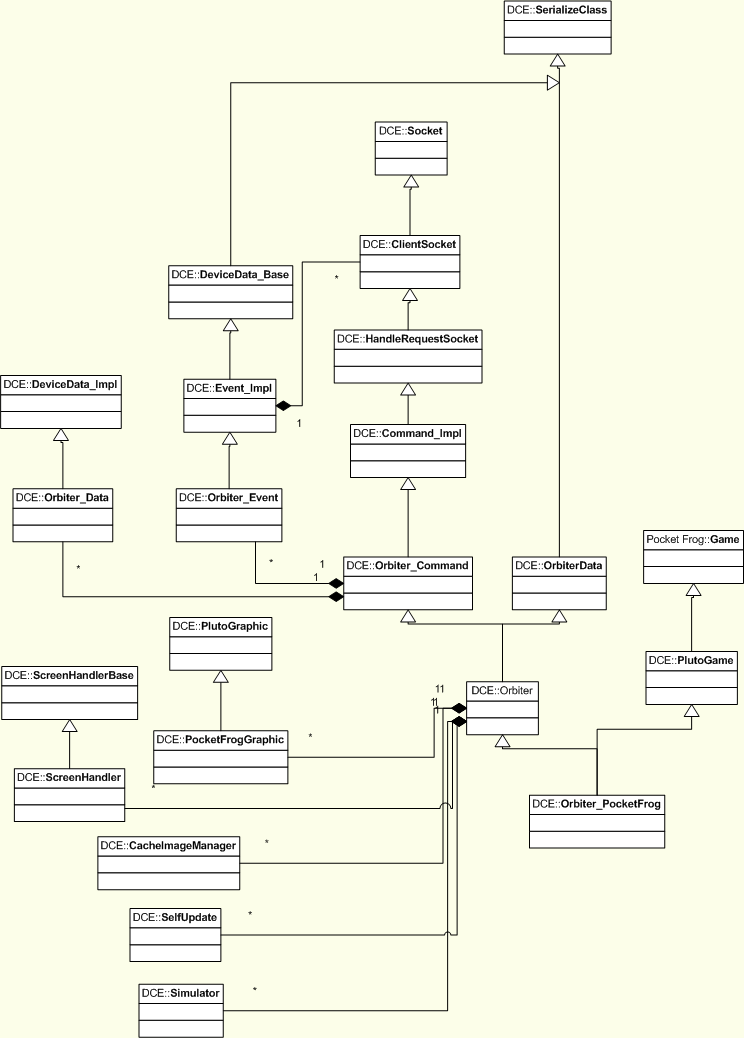 DCE::SerializeClass
DCE::Socket
DCE::ClientSocket
DCE::DeviceData_Base
*
DCE::HandleRequestSocket
DCE::DeviceData_Impl
DCE::Event_Impl
1
DCE::Command_Impl
DCE::Orbiter_Data
DCE::Orbiter_Event
Pocket Frog::Game
*
*
1
1
DCE::Orbiter_Command
DCE::OrbiterData
DCE::PlutoGraphic
DCE::PlutoGame
DCE::ScreenHandlerBase
11
11
1
DCE::Orbiter
DCE::PocketFrogGraphic
*
DCE::ScreenHandler
*
DCE::Orbiter_PocketFrog
DCE::CacheImageManager
*
DCE::SelfUpdate
*
DCE::Simulator
*